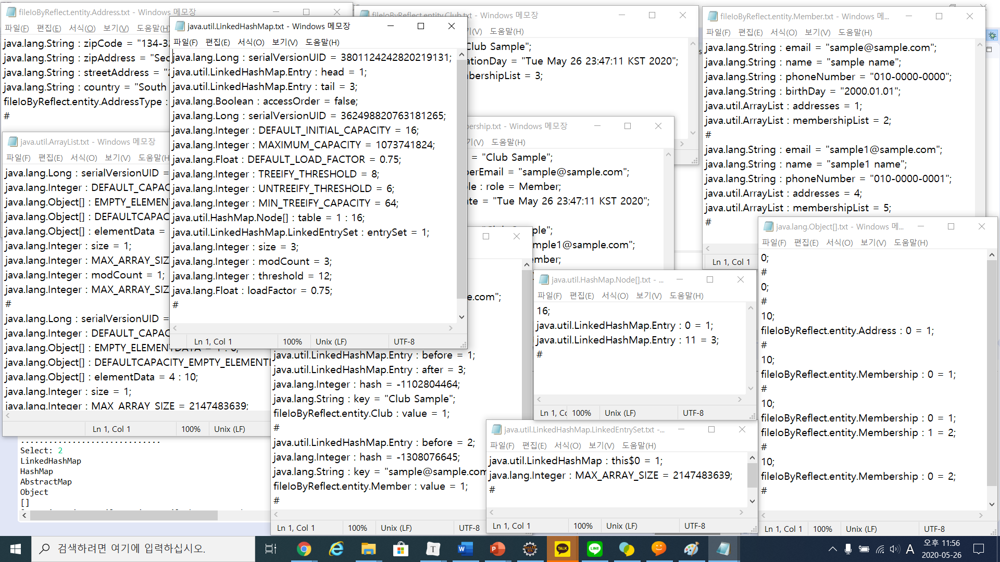 fileIoByReflect.entity.Address.txt - Windows 메모장
파일(F) 편집(E) 서식(O) 보기(V) 도움말(H)
java.lang.String : zipCode = "134-32
java.lang.String : zipAddress = "Seo
java.lang.String : streetAddress =
java.lang.String : country = "South
fileIoByReflect.entity.AddressType :
#
java.util.ArrayList.txt - Windows 메모장
파일(F) 편집(E) 서식(O) 보기(V) 도움말(H
java.lang.Long : serialVersionUID =
java.lang.Integer : DEFAULT_CAPAC
java.lang.Object[] : EMPTY_ELEMENT
java.lang.Object[] : DEFAULTCAPAC
java.lang.Object[] : elementData =
java.lang.Integer : size = 1;
java.lang.Integer : MAX_ARRAY_SIZ
java.lang.Integer : modCount = 1;
java.lang.Integer : MAX_ARRAY_SIZ
#
java.lang.Long : serialVersionUID =
java.lang.Integer : DEFAULT_CAPAC
java.lang.Object[] : EMPTY_ELEMENTDATA = 1 : 0;
java.lang.Object[] : DEFAULTCAPACITY_EMPTY_ELEMENT
java.lang.Object[] : elementData = 4 : 10;
java.lang.Integer : size = 1;
java.lang.Integer : MAX_ARRAY_SIZE = 2147483639;
Ln 1, Col 1 100% Unix (LF)
java.util.LinkedHashMap.txt - Windows 메모장
파일(F) 편집(E) 서식(O) 보기(V) 도움말(H)
java.lang.Long : serialVersionUID = 3801124242820219131;
java.util.LinkedHashMap.Entry : head = 1;
java.util.LinkedHashMap.Entry : tail = 3;
java.lang.Boolean : accessOrder = false;
java.lang.Long : serialVersionUID = 362498820763181265;
java.lang.Integer : DEFAULT_INITIAL_CAPACITY = 16;
java.lang.Integer : MAXIMUM_CAPACITY = 1073741824;
java.lang.Float : DEFAULT_LOAD_FACTOR = 0.75;
java.lang.Integer : TREEIFY_THRESHOLD = 8;
java.lang.Integer : UNTREEIFY_THRESHOLD = 6;
java.lang.Integer : MIN_TREEIFY_CAPACITY = 64;
java.util.HashMap.Node[] : table = 1 : 16;
java.util.LinkedHashMap.LinkedEntrySet : entrySet = 1;
java.lang.Integer : size = 3;
java.lang.Integer : modCount = 3;
java.lang.Integer : threshold = 12;
java.lang.Float : loadFactor = 0.75;
#
Ln 1, Col 1 100% Unix (LF) UTF-8
fileIoByReflect.entity.Club.txt - Windows 메모장
(V) 도움말(H)
Club Sample";
ationDay = "Tue May 26 23:47:11 KST 2020";
nbershipList = 3;
bership.txt - Windows 메모장
기(V) 도움말(H)
= "Club Sample";
berEmail = "sample@sample.com";
ole : role = Member;
ate = "Tue May 26 23:47:11 KST 2020";
"Club Sample";
ample1@sample.com";
ember;
e.com";
java.util.LinkedHashMap.Entry : before = 1;
java.util.LinkedHashMap.Entry : after = 3;
java.lang.Integer : hash = -1102804464;
java.lang.String : key = "Club Sample";
fileIoByReflect.entity.Club : value = 1;
#
java.util.LinkedHashMap.Entry : before = 2;
java.lang.Integer : hash = -1308076645;
java.lang.String : key = "sample@sample.com
fileIoByReflect.entity.Member : value = 1;
#
Ln 1, Col 1 100% Unix (LF) UTF-8
fileIoByReflect.entity.Member.txt - Windows 메...
파일(F) 편집(E) 서식(O) 보기(V) 도움말(H)
java.lang.String : email = "sample@sample.com";
java.lang.String : name = "sample name";
java.lang.String : phoneNumber = "010-0000-0000";
java.lang.String : birthDay = "2000.01.01";
java.util.ArrayList : addresses = 1;
java.util.ArrayList : membershipList = 2;
#
java.lang.String : email = "sample1@sample.com";
java.lang.String : name = "sample1 name";
java.lang.String : phoneNumber = "010-0000-0001";
java.util.ArrayList : addresses = 4;
java.util.ArrayList : membershipList = 5;
#
Ln 1, Col 1
java.util.HashMap.Node[].txt - ...
파일(F) 편집(E) 서식(O) 보기(V) 도움말(H)
16;
java.util.LinkedHashMap.Entry : 0 = 1;
java.util.LinkedHashMap.Entry : 11 = 3;
#
Ln 1, Cc 100% Unix (LF) UTF-8
java.util.LinkedHashMap.LinkedEntrySet.txt -...
파일(F) 편집(E) 서식(O) 보기(V) 도움말(H)
java.util.LinkedHashMap : this$0 = 1;
java.lang.Integer : MAX_ARRAY_SIZE = 2147483639;
#
Ln 1, Col 1 100% Unix (LF) UTF-8
java.lang.Object[].txt - Windows 메...
파일(F) 편집(E) 서식(O) 보기(V) 도움말(H)
0;
#
0;
#
10;
fileIoByReflect.entity.Address : 0 = 1;
#
10;
fileIoByReflect.entity.Membership : 0 = 1;
#
10;
fileIoByReflect.entity.Membership : 0 = 1;
fileIoByReflect.entity.Membership : 1 = 2;
#
10;
fileIoByReflect.entity.Membership : 0 = 2;
#
Ln 1, Col 1 100% Unix (LF) UTF-8
............................
Select: 2
LinkedHashMap
HashMap
AbstractMap
Object
[]
검색하려면 여기에 입력하십시오.
TALK
LINE
A
오후 11:56
2020-05-26